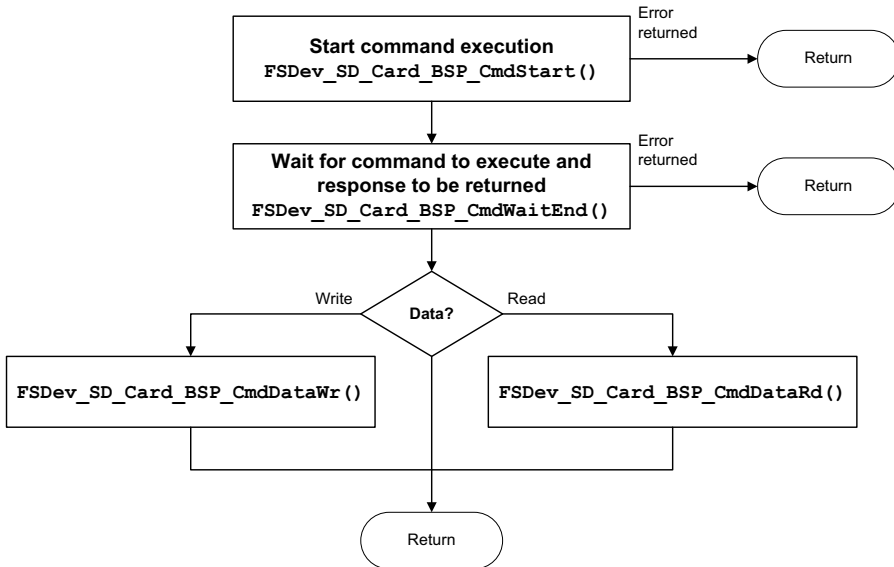 Start command execution
FSDev_SD_Card_BSP_CmdStart()
Error
returned
Return
Wait for command to execute and
response to be returned
FSDev_SD_Card_BSP_CmdWaitEnd()
Error
returned
Return
Write
Data?
Read
FSDev_SD_Card_BSP_CmdDataWr()
FSDev_SD_Card_BSP_CmdDataRd()
Return